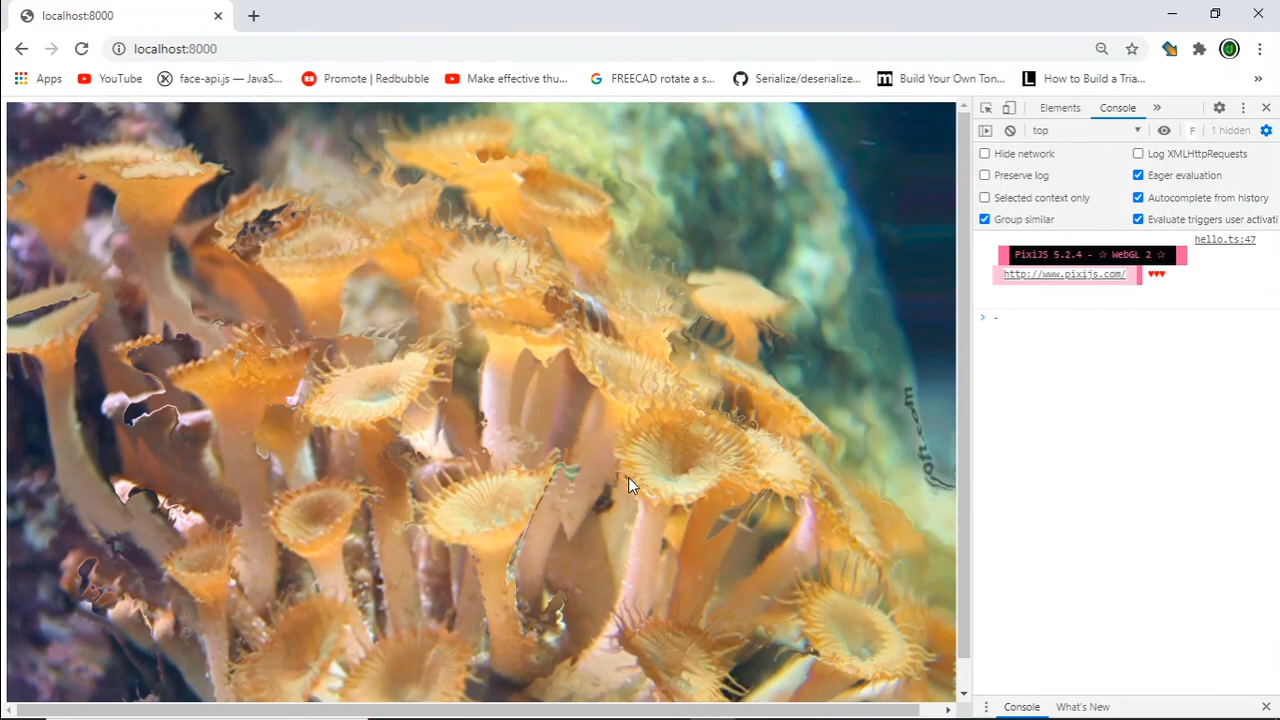 localhost:8000
localhost:8000
Apps
YouTube
face-api.js — JavaS...
Promote | Redbubble
Make effective thu...
FREECAD rotate a s...
Serialize/deserialize...
Build Your Own Ton...
How to Build a Tria...
»
Elements
Console
»
top
F
1 hidden
Hide network
Log XMLHttpRequests
Preserve log
Eager evaluation
Selected context only
Autocomplete from history
Group similar
Evaluate triggers user activati
hello.ts:47
PixiJS 5.2.4 - ☆ WebGL 2 ☆
http://www.pixijs.com/ ♥♥♥
Console
What's New